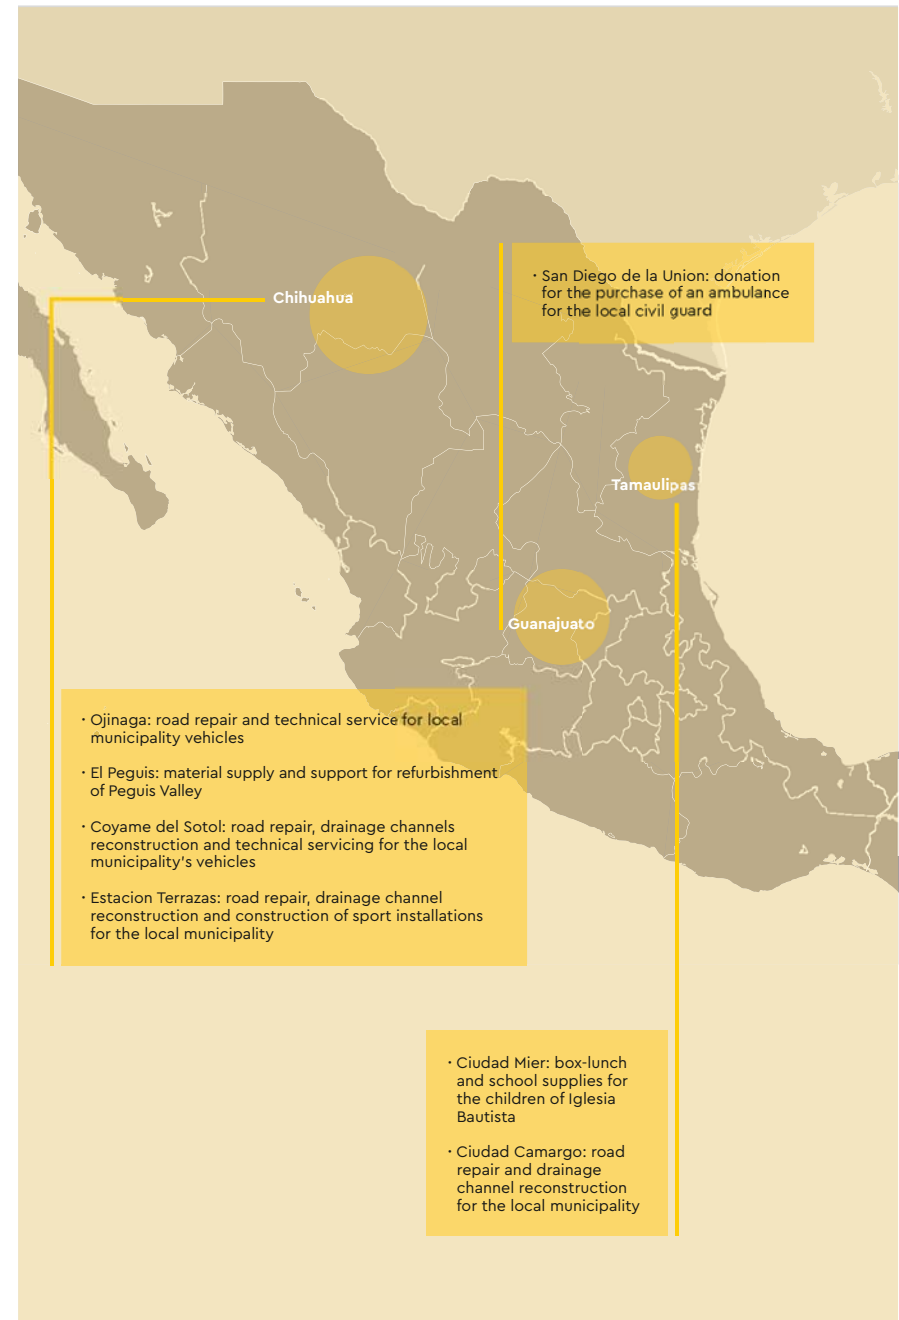 · San Diego de la Union: donation
for the purchase of an ambulance
for the local civil guard
Chihuahua
Tamaulipas
Guanajuato
· Ojinaga: road repair and technical service for local
municipality vehicles
· El Peguis: material supply and support for refurbishment
of Peguis Valley
· Coyame del Sotol: road repair, drainage channels
reconstruction and technical servicing for the local
municipality's vehicles
· Estacion Terrazas: road repair, drainage channel
reconstruction and construction of sport installations
for the local municipality
· Ciudad Mier: box-lunch
and school supplies for
the children of Iglesia
Bautista
· Ciudad Camargo: road
repair and drainage
channel reconstruction
for the local municipality